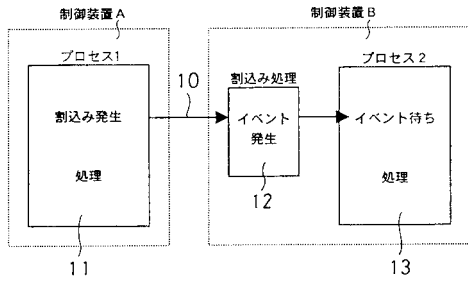 制御装置A
制御装置B
プロセス1
割込み発生
処理
10
割込み処理
イベント
発生
プロセス2
イベント待ち
処理
11
12
13